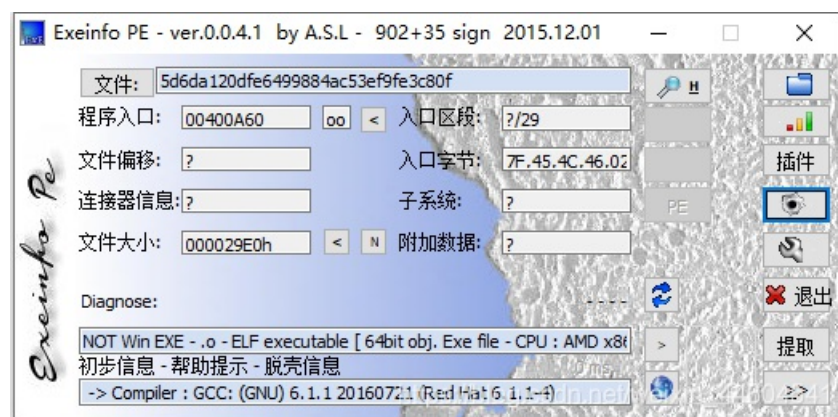 Exeinfo PE - ver.0.0.4.1 by A.S.L - 902+35 sign 2015.12.01
文件: 5d6da120dfe6499884ac53ef9fe3c80f H
程序入口: 00400A60 oo < 入口区段: ?/29
文件偏移: ? 入口字节: 7F.45.4C.46.02 插件
连接器信息: ? 子系统: ? PE
文件大小: 000029E0h < N 附加数据: ?
Exeinfo Pe
Diagnose: ---- 退出
NOT Win EXE - .o - ELF executable [ 64bit obj. Exe file - CPU : AMD x86 > 提取
初步信息 - 帮助提示 - 脱壳信息
-> Compiler : GCC: (GNU) 6.1.1 20160721 (Red Hat 6.1.1-4) >>